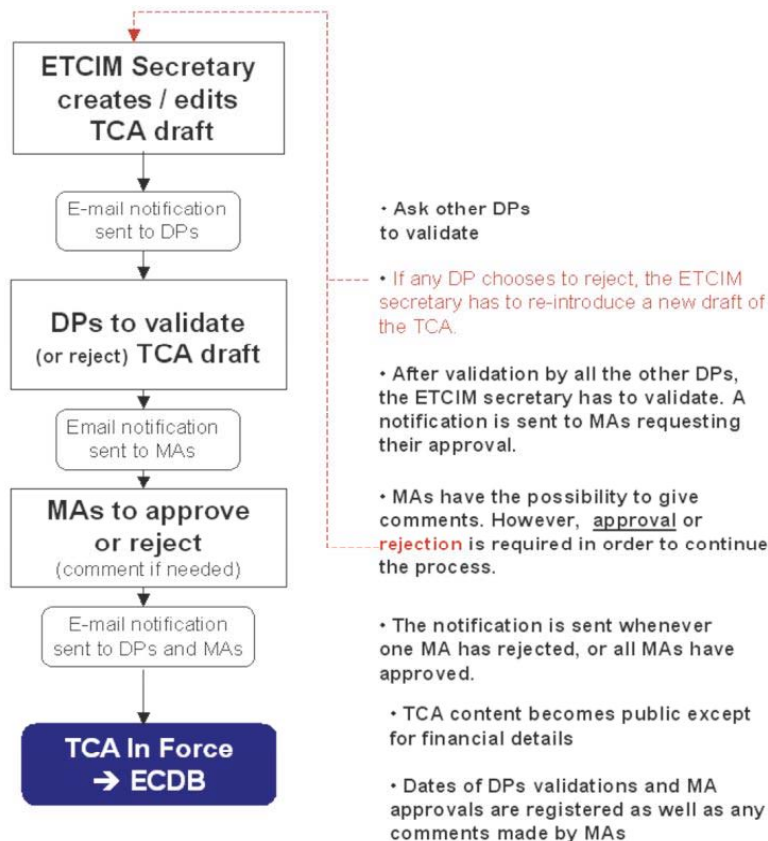 ETCIM Secretary
creates / edits
TCA draft
E-mail notification
sent to DPs
DPs to validate
(or reject) TCA draft
Email notification
sent to MAs
MAs to approve
or reject
(comment if needed)
E-mail notification
sent to DPs and MAs
TCA In Force
➔ ECDB
• Ask other DPs
to validate
• If any DP chooses to reject, the ETCIM
secretary has to re-introduce a new draft of
the TCA.
• After validation by all the other DPs,
the ETCIM secretary has to validate. A
notification is sent to MAs requesting
their approval.
• MAs have the possibility to give
comments. However, approval or
rejection is required in order to continue
the process.
• The notification is sent whenever
one MA has rejected, or all MAs have
approved.
• TCA content becomes public except
for financial details
• Dates of DPs validations and MA
approvals are registered as well as any
comments made by MAs